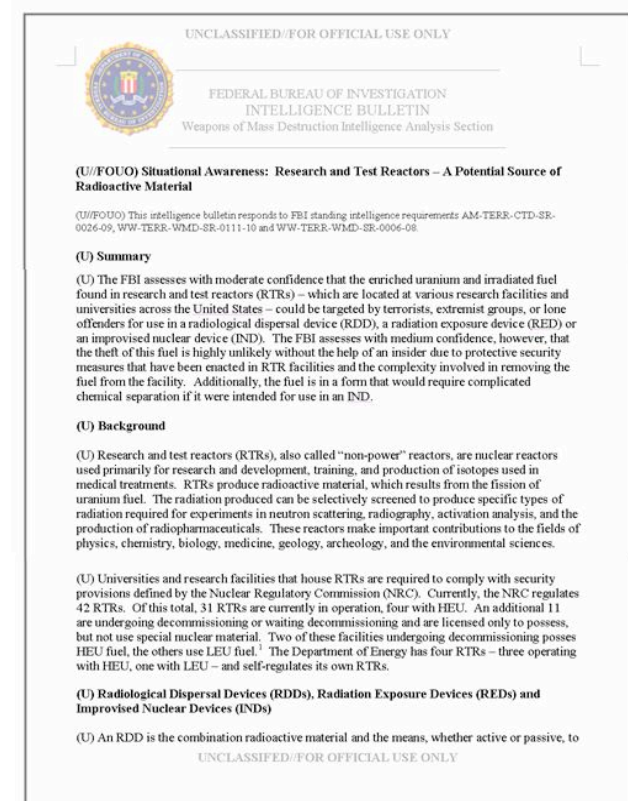 UNCLASSIFIED//FOR OFFICIAL USE ONLY
FEDERAL BUREAU OF INVESTIGATION
INTELLIGENCE BULLETIN
Weapons of Mass Destruction Intelligence Analysis Section
(U//FOUO) Situational Awareness: Research and Test Reactors – A Potential Source of
Radioactive Material
(U//FOUO) This intelligence bulletin responds to FBI standing intelligence requirements AM-TERR-CTD-SR-
0026-09, WW-TERR-WMD-SR-0111-10 and WW-TERR-WMD-SR-0006-08.
(U) Summary
(U) The FBI assesses with moderate confidence that the enriched uranium and irradiated fuel
found in research and test reactors (RTRs) – which are located at various research facilities and
universities across the United States – could be targeted by terrorists, extremist groups, or lone
offenders for use in a radiological dispersal device (RDD), a radiation exposure device (RED) or
an improvised nuclear device (IND). The FBI assesses with medium confidence, however, that
the theft of this fuel is highly unlikely without the help of an insider due to protective security
measures that have been enacted in RTR facilities and the complexity involved in removing the
fuel from the facility. Additionally, the fuel is in a form that would require complicated
chemical separation if it were intended for use in an IND.
(U) Background
(U) Research and test reactors (RTRs), also called “non-power” reactors, are nuclear reactors
used primarily for research and development, training, and production of isotopes used in
medical treatments. RTRs produce radioactive material, which results from the fission of
uranium fuel. The radiation produced can be selectively screened to produce specific types of
radiation required for experiments in neutron scattering, radiography, activation analysis, and the
production of radiopharmaceuticals. These reactors make important contributions to the fields of
physics, chemistry, biology, medicine, geology, archeology, and the environmental sciences.
(U) Universities and research facilities that house RTRs are required to comply with security
provisions defined by the Nuclear Regulatory Commission (NRC). Currently, the NRC regulates
42 RTRs. Of this total, 31 RTRs are currently in operation, four with HEU. An additional 11
are undergoing decommissioning or waiting decommissioning and are licensed only to possess,
but not use special nuclear material. Two of these facilities undergoing decommissioning posses
HEU fuel, the others use LEU fuel.1 The Department of Energy has four RTRs – three operating
with HEU, one with LEU – and self-regulates its own RTRs.
(U) Radiological Dispersal Devices (RDDs), Radiation Exposure Devices (REDs) and
Improvised Nuclear Devices (INDs)
(U) An RDD is the combination radioactive material and the means, whether active or passive, to
UNCLASSIFED//FOR OFFICIAL USE ONLY